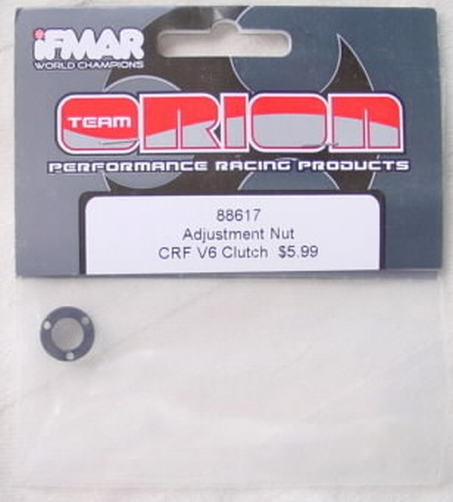 iFMAR
WORLD CHAMPIONS
TEAM
ORION
PERFORMANCE RACING PRODUCTS
88617
Adjustment Nut
CRF V6 Clutch $5.99